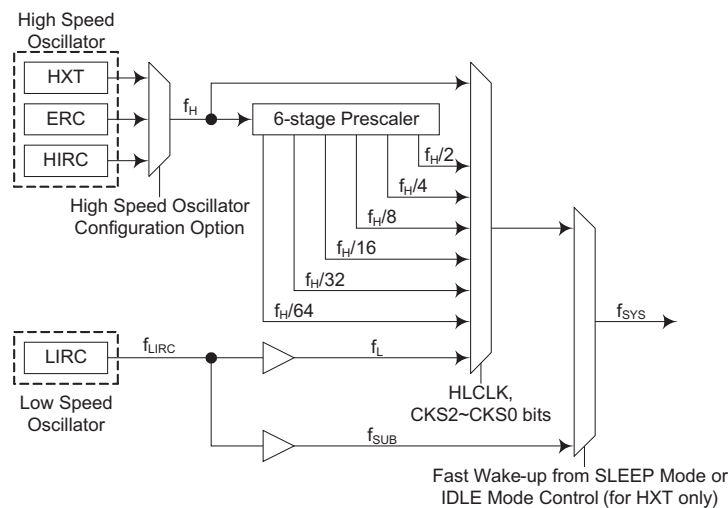 High Speed
Oscillator
HXT
ERC
HIRC
fH
6-stage Prescaler
fH/2
fH/4
fH/8
fH/16
fH/32
fH/64
High Speed Oscillator
Configuration Option
LIRC
fLIRC
fL
Low Speed
Oscillator
HLCLK,
CKS2~CKS0 bits
fSUB
fSYS
Fast Wake-up from SLEEP Mode or
IDLE Mode Control (for HXT only)